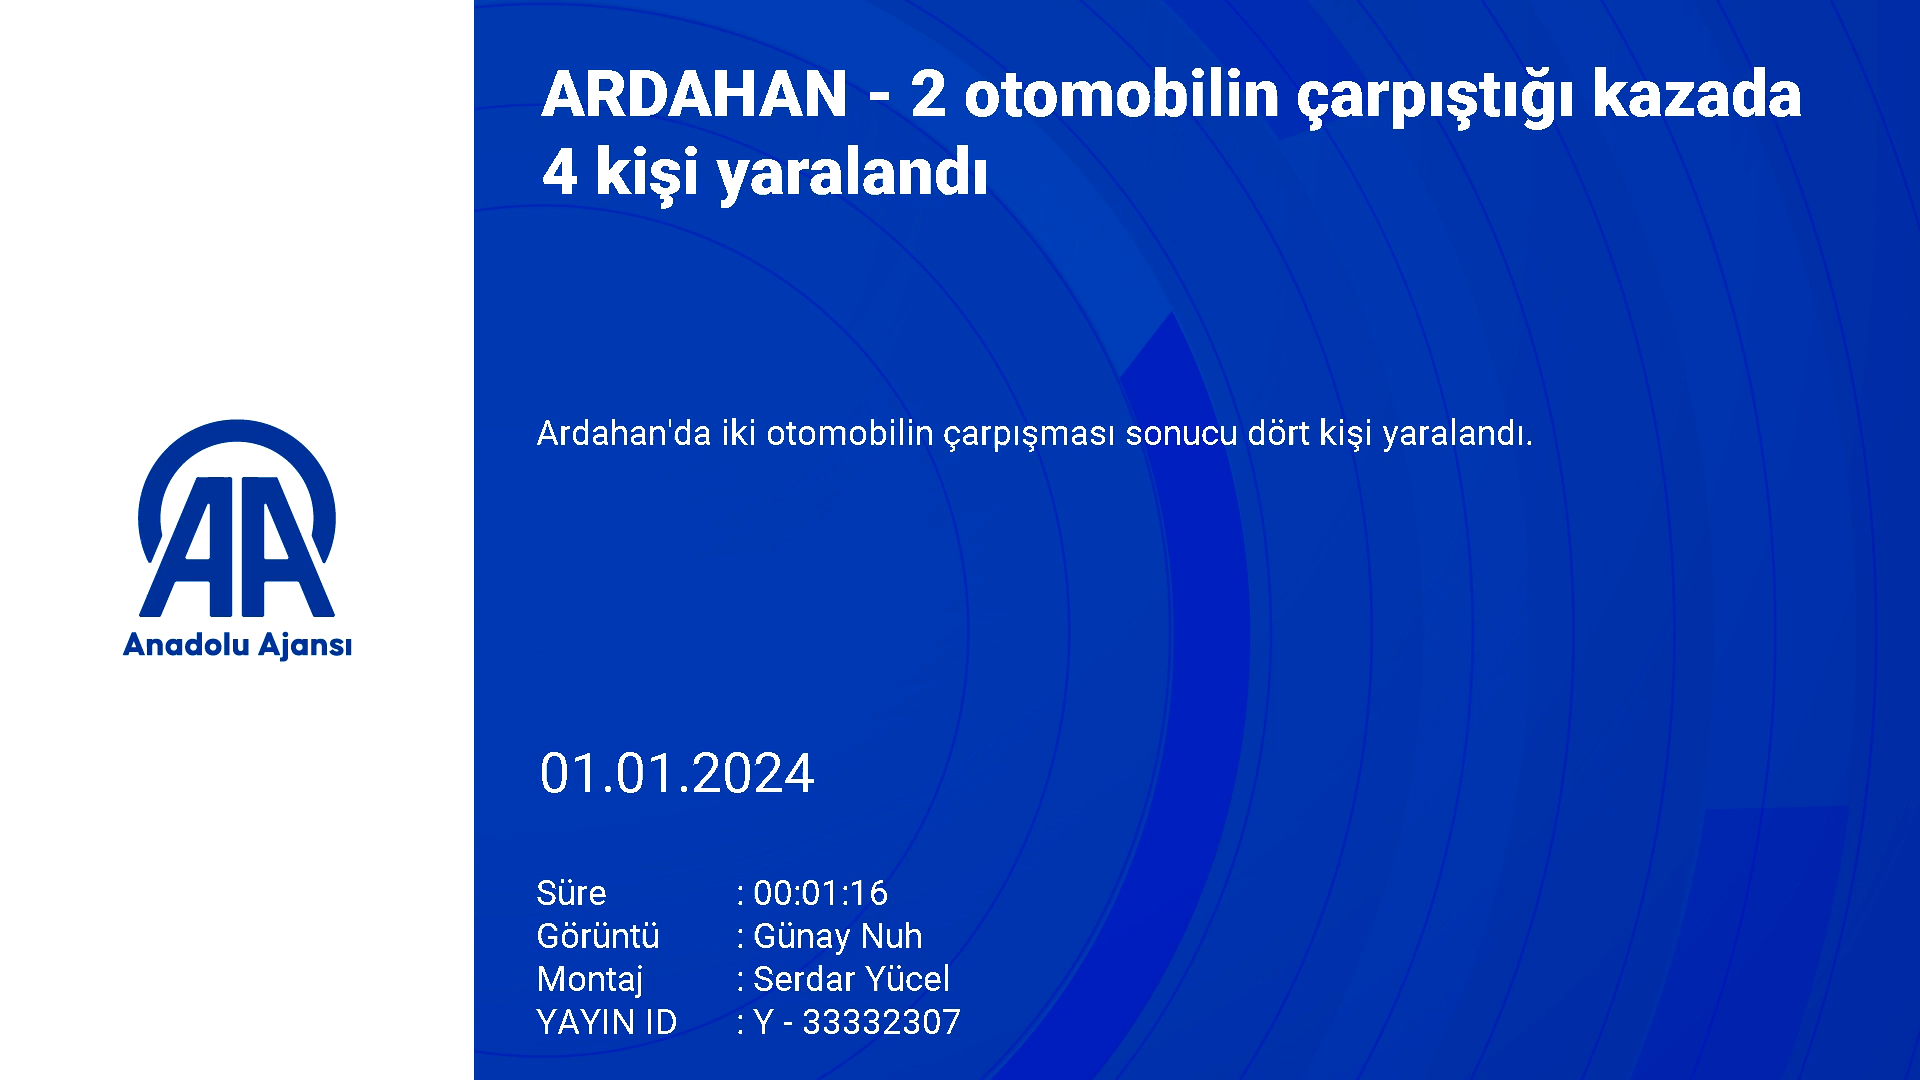 ARDAHAN - 2 otomobilin çarpıştığı kazada
4 kişi yaralandı
Ardahan'da iki otomobilin çarpışması sonucu dört kişi yaralandı.
AA
Anadolu Ajansı
01.01.2024
Süre : 00:01:16
Görüntü : Günay Nuh
Montaj : Serdar Yücel
YAYIN ID : Y - 33332307